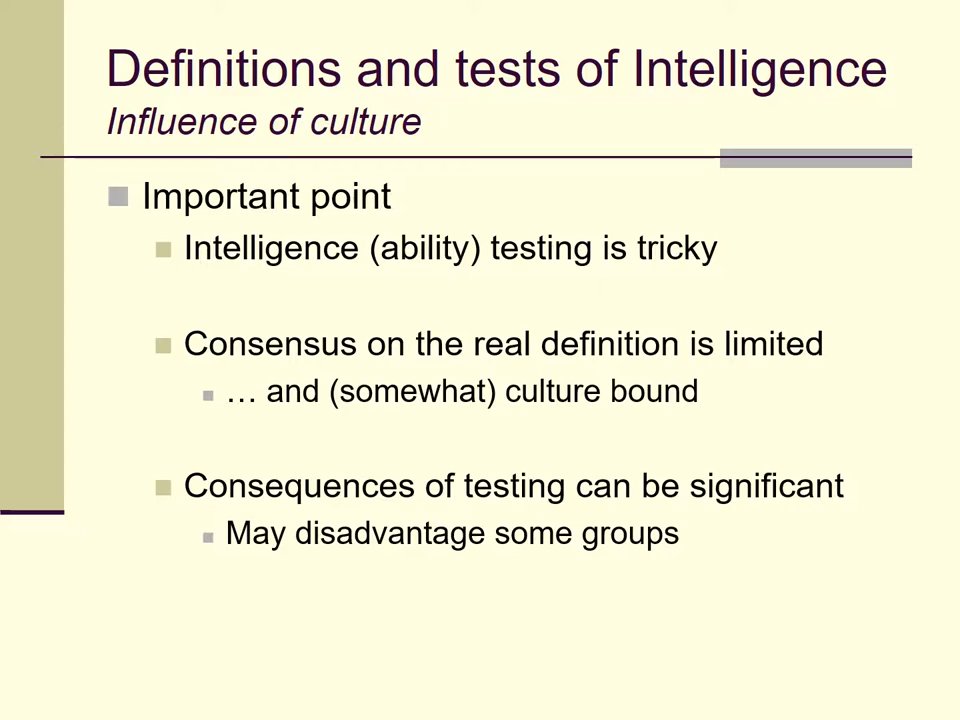 Definitions and tests of Intelligence
Influence of culture
Important point
Intelligence (ability) testing is tricky
Consensus on the real definition is limited
… and (somewhat) culture bound
Consequences of testing can be significant
May disadvantage some groups